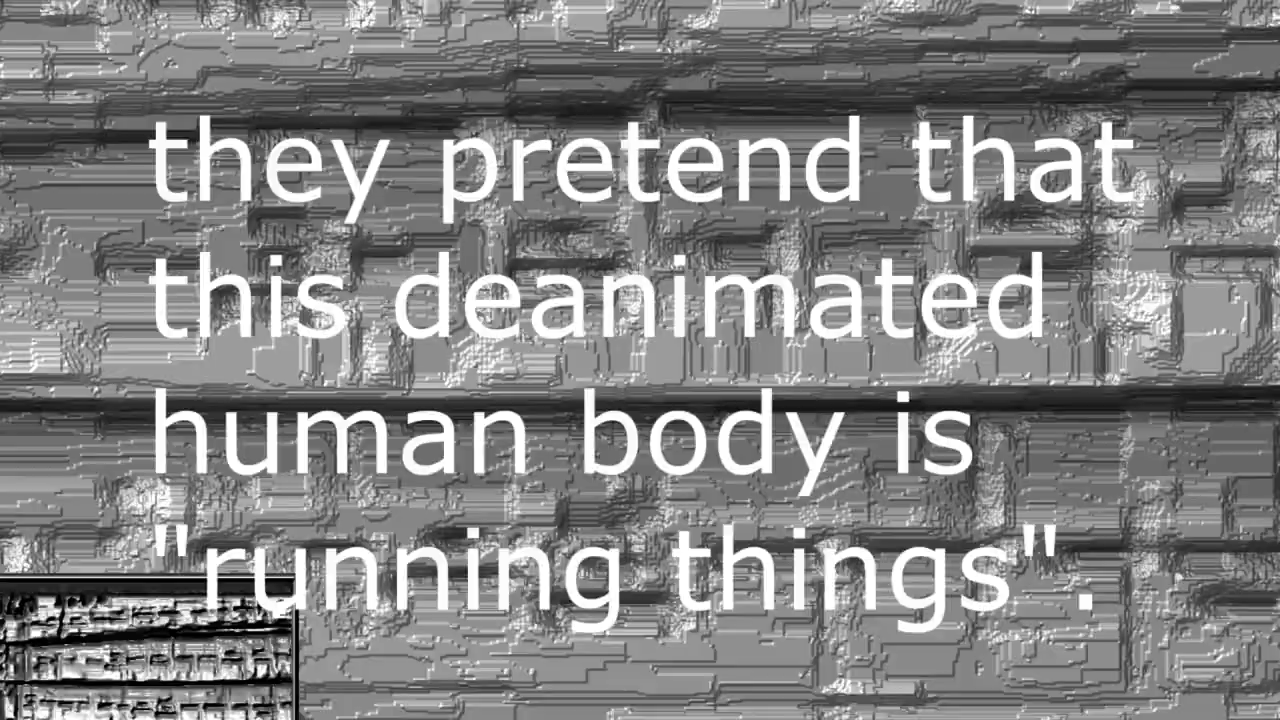 they pretend that
this deanimated
human body is
"running things".